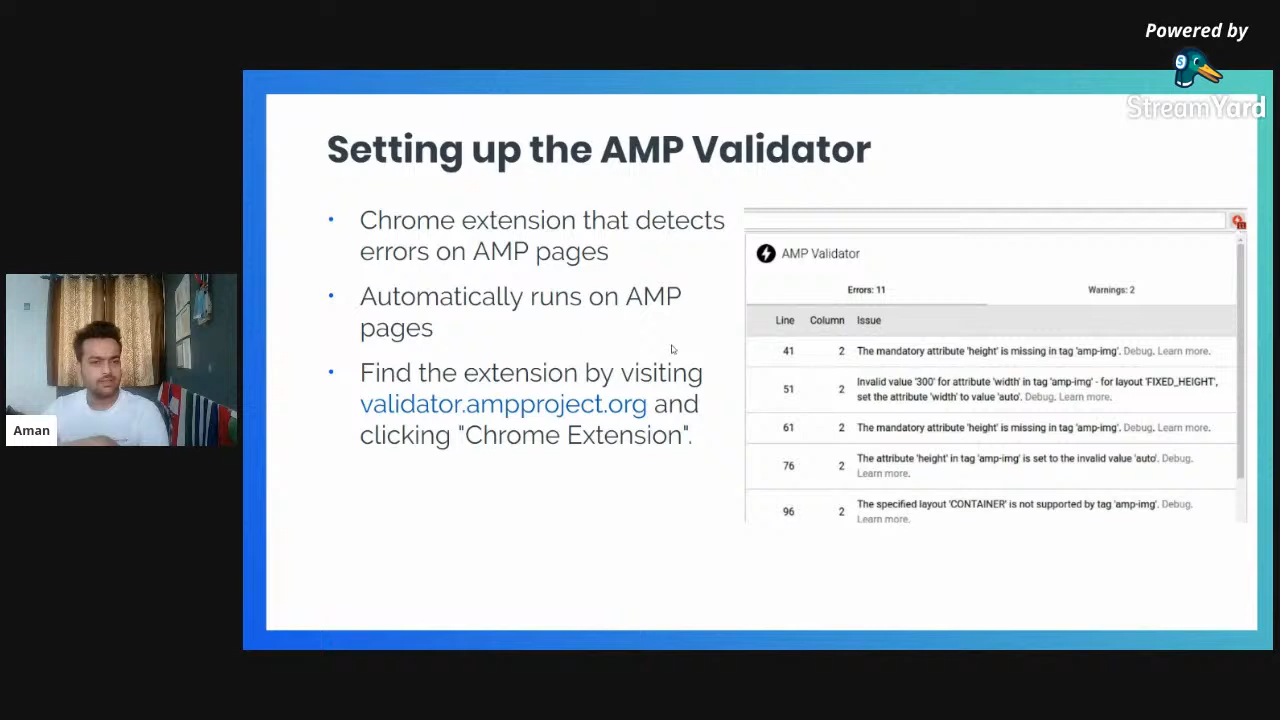 Powered by
StreamYard
Setting up the AMP Validator
• Chrome extension that detects
errors on AMP pages
• Automatically runs on AMP
pages
• Find the extension by visiting
validator.ampproject.org and
clicking "Chrome Extension".
AMP Validator
Errors: 11 Warnings: 2
Line Column Issue
41 2 The mandatory attribute 'height' is missing in tag 'amp-img'. Debug. Learn more.
51 2 Invalid value '300' for attribute 'width' in tag 'amp-img' - for layout 'FIXED_HEIGHT',
set the attribute 'width' to value 'auto'. Debug. Learn more.
61 2 The mandatory attribute 'height' is missing in tag 'amp-img'. Debug. Learn more.
76 2 The attribute 'height' in tag 'amp-img' is set to the invalid value 'auto'. Debug.
Learn more.
96 2 The specified layout 'CONTAINER' is not supported by tag 'amp-img'. Debug.
Learn more.
Aman